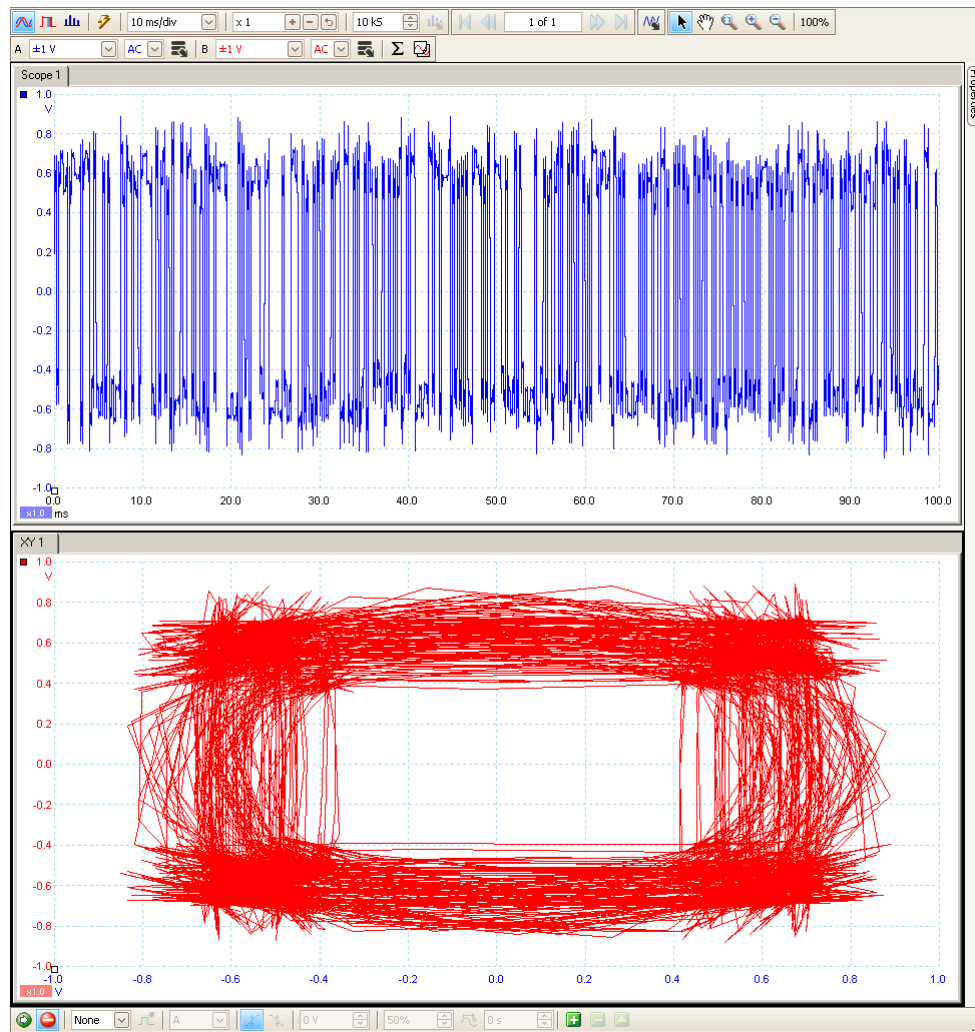 10 ms/div x 1 10 kS 1 of 1 100%
A ±1 V AC B ±1 V AC Σ
Scope 1
Properties
1.0
V
0.8
0.6
0.4
0.2
0.0
-0.2
-0.4
-0.6
-0.8
-1.0
0.0 10.0 20.0 30.0 40.0 50.0 60.0 70.0 80.0 90.0 100.0
x1.0 ms
XY 1
1.0
V
0.8
0.6
0.4
0.2
0.0
-0.2
-0.4
-0.6
-0.8
-1.0
-1.0 -0.8 -0.6 -0.4 -0.2 0.0 0.2 0.4 0.6 0.8 1.0
x1.0 V
None A 0 V 50% 0 s